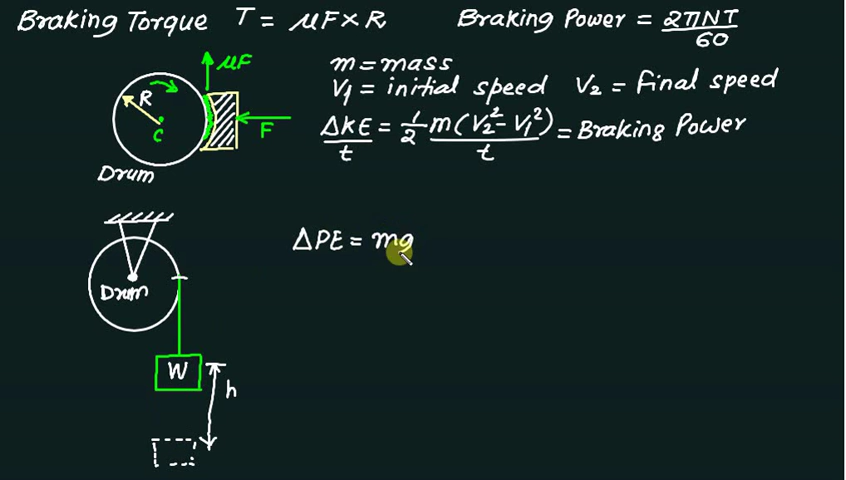 Braking Torque T = μF × R Braking Power = 2πNT/60
μF
m = mass
V₁ = initial speed V₂ = Final speed
R
C
F
ΔKE/t = 1/2 m(V₂² - V₁²)/t = Braking Power
Drum
ΔPE = mg
Drum
W
h